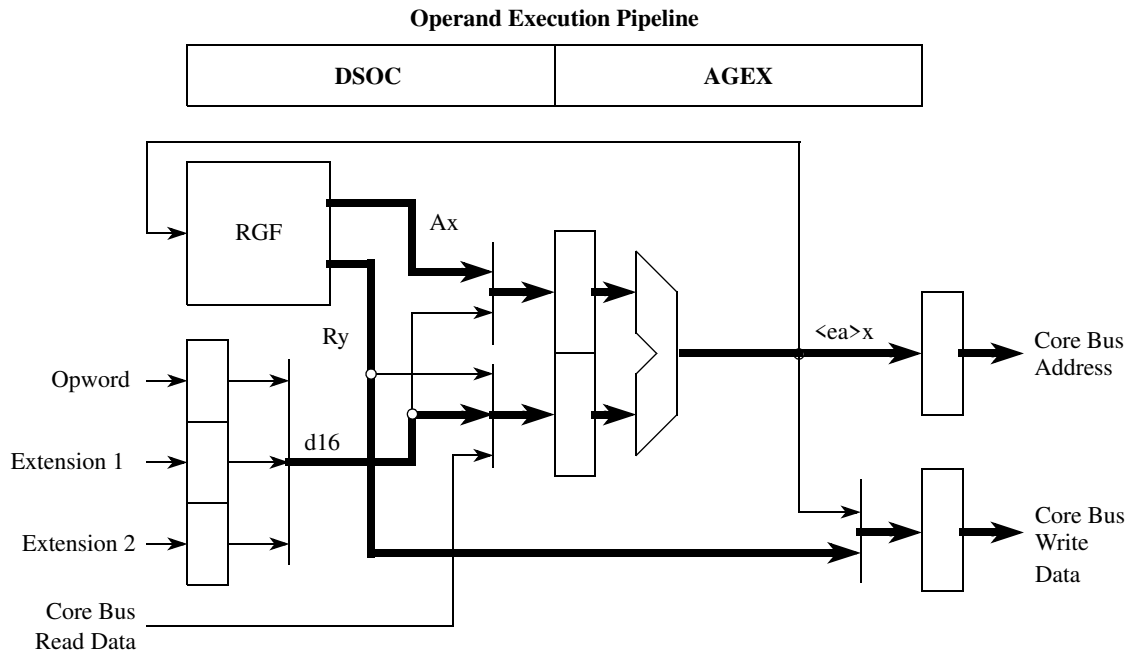 Operand Execution Pipeline
DSOC
AGEX
RGF
Ax
Ry
<ea>x
Core Bus
Address
Opword
d16
Extension 1
Extension 2
Core Bus
Write
Data
Core Bus
Read Data